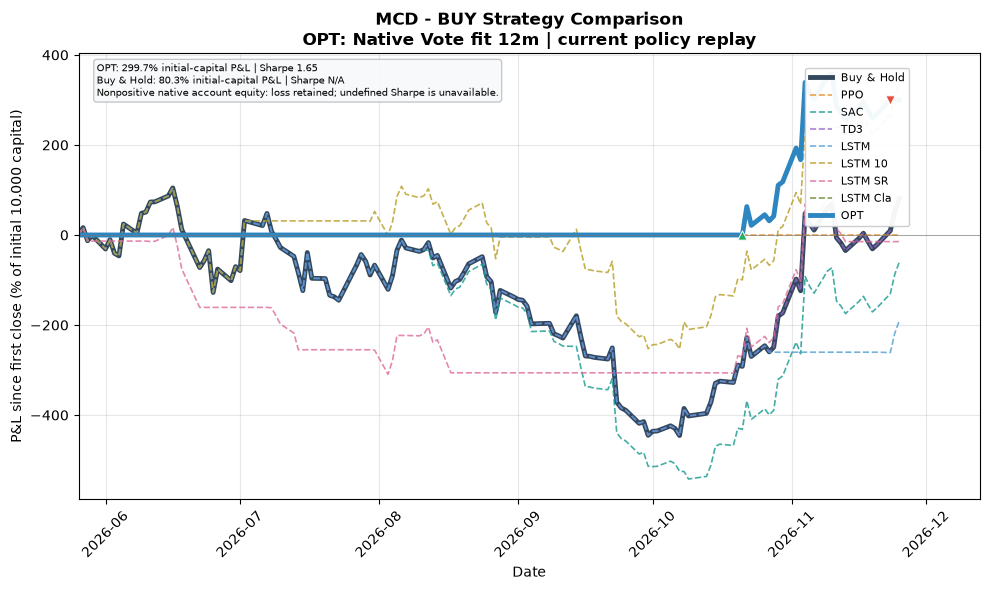 MCD - BUY Strategy Comparison
OPT: Native Vote fit 12m | current policy replay
OPT: 299.7% initial-capital P&L | Sharpe 1.65
Buy & Hold: 80.3% initial-capital P&L | Sharpe N/A
Nonpositive native account equity: loss retained; undefined Sharpe is unavailable.
Buy & Hold
PPO
SAC
TD3
LSTM
LSTM 10
LSTM SR
LSTM Cla
OPT
P&L since first close (% of initial 10,000 capital)
400
200
0
−200
−400
2026-06
2026-07
2026-08
2026-09
2026-10
2026-11
2026-12
Date